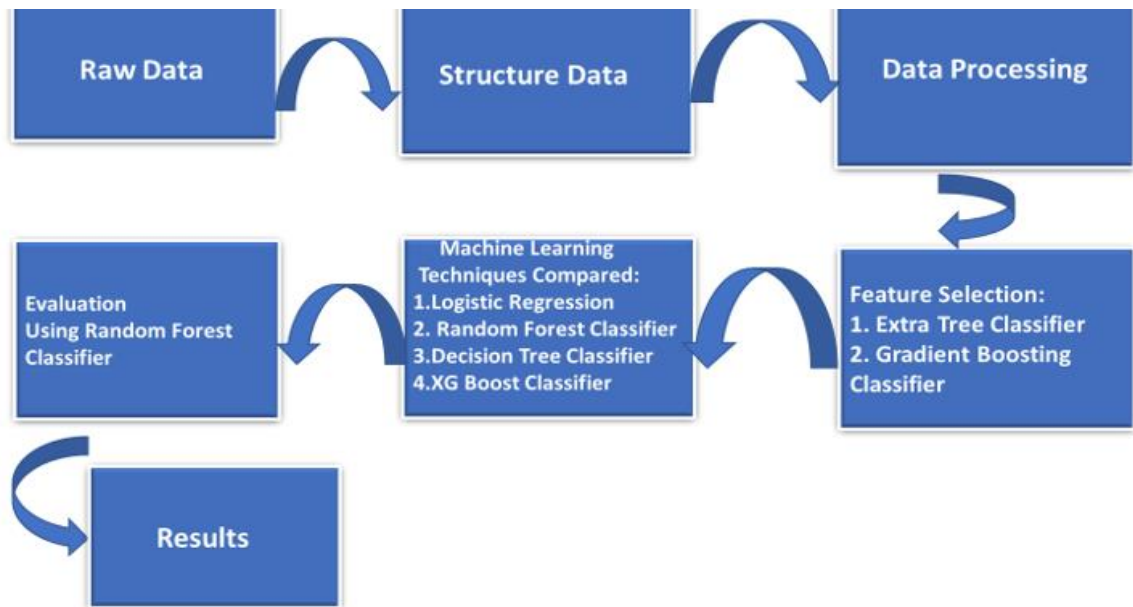 Raw Data
Structure Data
Data Processing
Feature Selection:
1. Extra Tree Classifier
2. Gradient Boosting
Classifier
Machine Learning
Techniques Compared:
1.Logistic Regression
2. Random Forest Classifier
3.Decision Tree Classifier
4.XG Boost Classifier
Evaluation
Using Random Forest
Classifier
Results